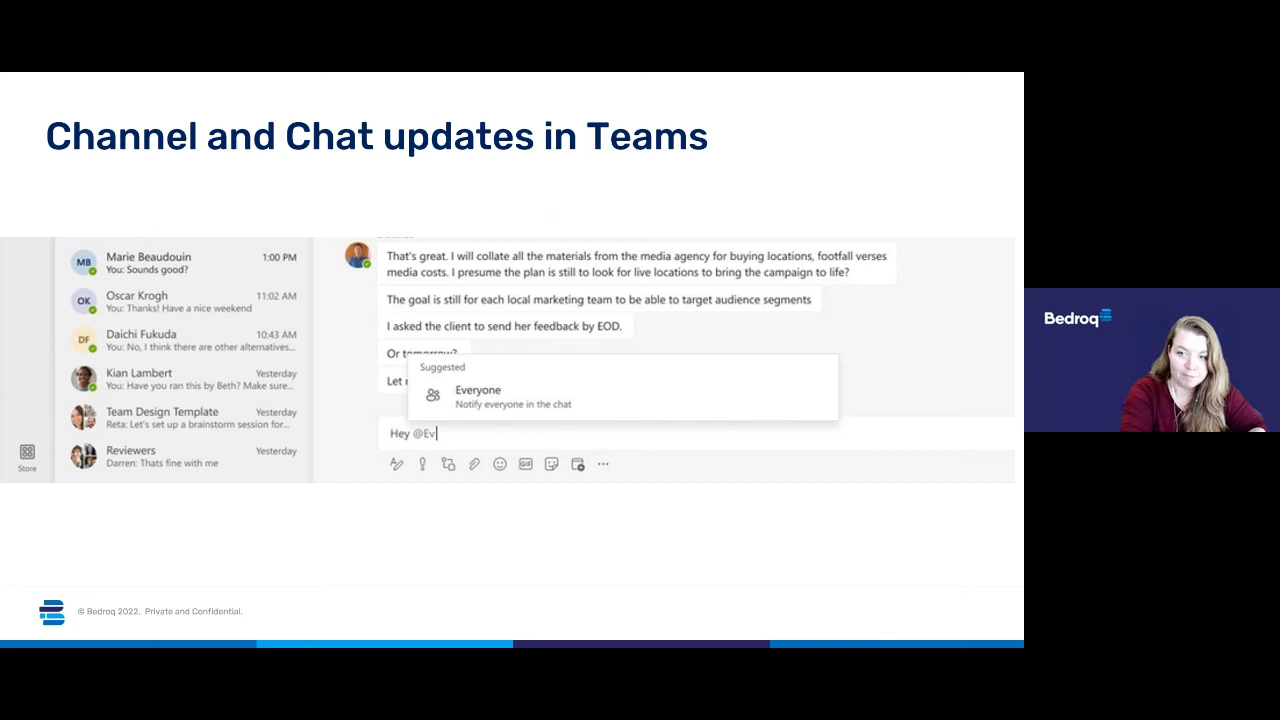 Channel and Chat updates in Teams
Marie Beaudouin 1:00 PM
MB
You: Sounds good?
Oscar Krogh 11:02 AM
OK
You: Thanks! Have a nice weekend
Daichi Fukuda 10:43 AM
DF
You: No, I think there are other alternatives...
Kian Lambert Yesterday
You: Have you ran this by Beth? Make sure...
Team Design Template Yesterday
Reta: Let's set up a brainstorm session for...
Reviewers Yesterday
Darren: Thats fine with me
Store
That's great. I will collate all the materials from the media agency for buying locations, footfall verses
media costs. I presume the plan is still to look for live locations to bring the campaign to life?
The goal is still for each local marketing team to be able to target audience segments
I asked the client to send her feedback by EOD.
Or tomorrow?
Let
Suggested
Everyone
Notify everyone in the chat
Hey @Ev
GIF
Bedroq
© Bedroq 2022. Private and Confidential.